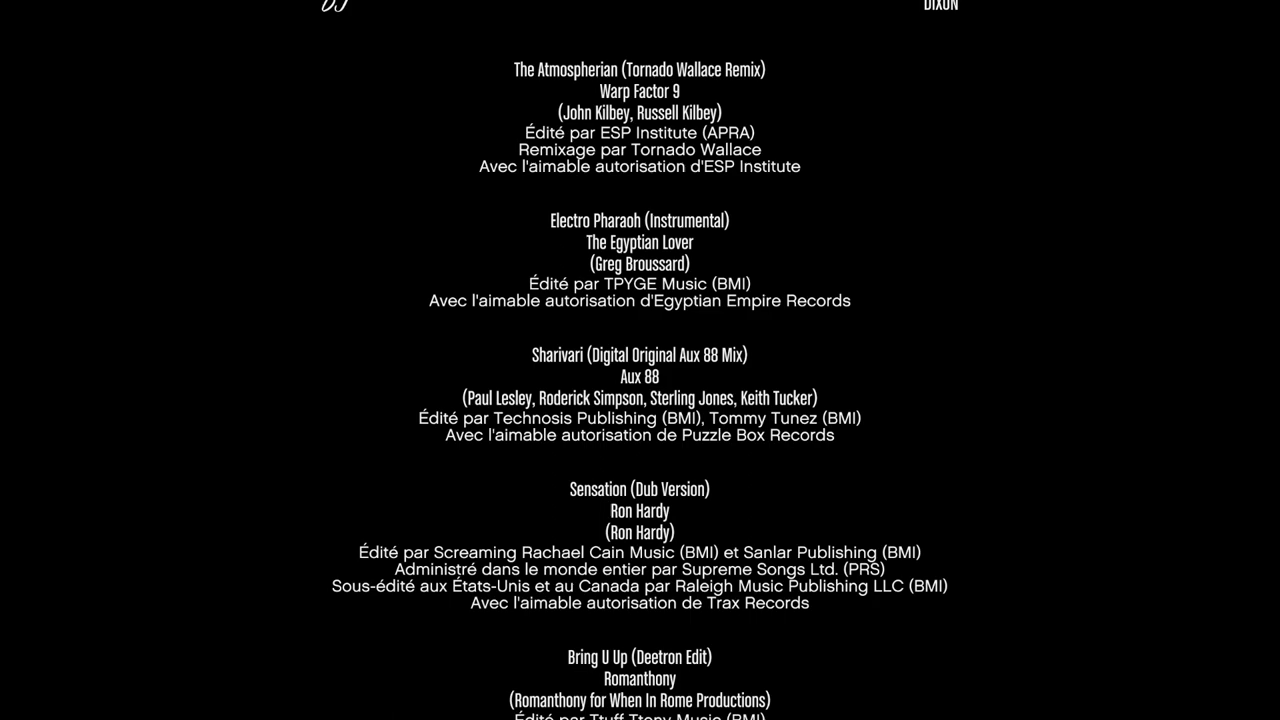 DJ DIXON
The Atmospherian (Tornado Wallace Remix)
Warp Factor 9
(John Kilbey, Russell Kilbey)
Édité par ESP Institute (APRA)
Remixage par Tornado Wallace
Avec l'aimable autorisation d'ESP Institute
Electro Pharaoh (Instrumental)
The Egyptian Lover
(Greg Broussard)
Édité par TPYGE Music (BMI)
Avec l'aimable autorisation d'Egyptian Empire Records
Sharivari (Digital Original Aux 88 Mix)
Aux 88
(Paul Lesley, Roderick Simpson, Sterling Jones, Keith Tucker)
Édité par Technosis Publishing (BMI), Tommy Tunez (BMI)
Avec l'aimable autorisation de Puzzle Box Records
Sensation (Dub Version)
Ron Hardy
(Ron Hardy)
Édité par Screaming Rachael Cain Music (BMI) et Sanlar Publishing (BMI)
Administré dans le monde entier par Supreme Songs Ltd. (PRS)
Sous-édité aux États-Unis et au Canada par Raleigh Music Publishing LLC (BMI)
Avec l'aimable autorisation de Trax Records
Bring U Up (Deetron Edit)
Romanthony
(Romanthony for When In Rome Productions)
Édité par Ttuff Ttony Music (BMI)